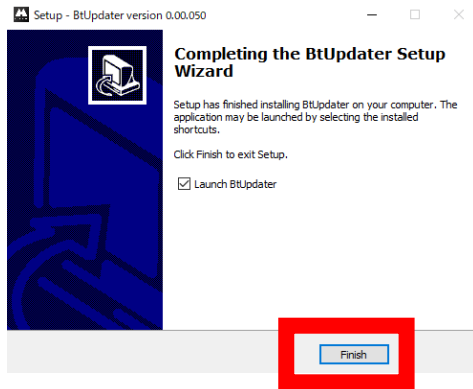 Setup - BtUpdater version 0.00.050
Completing the BtUpdater Setup
Wizard
Setup has finished installing BtUpdater on your computer. The
application may be launched by selecting the installed
shortcuts.
Click Finish to exit Setup.
Launch BtUpdater
Finish